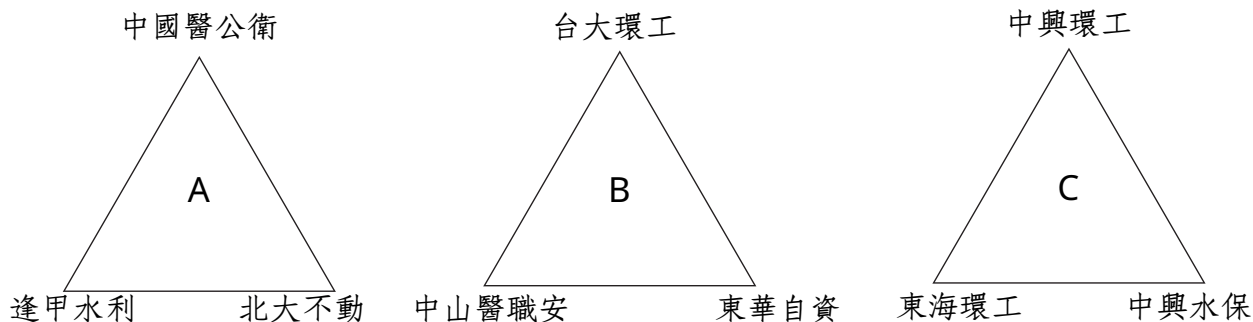 中國醫公衛
台大環工
中興環工
A
B
C
逢甲水利
北大不動
中山醫職安
東華自資
東海環工
中興水保